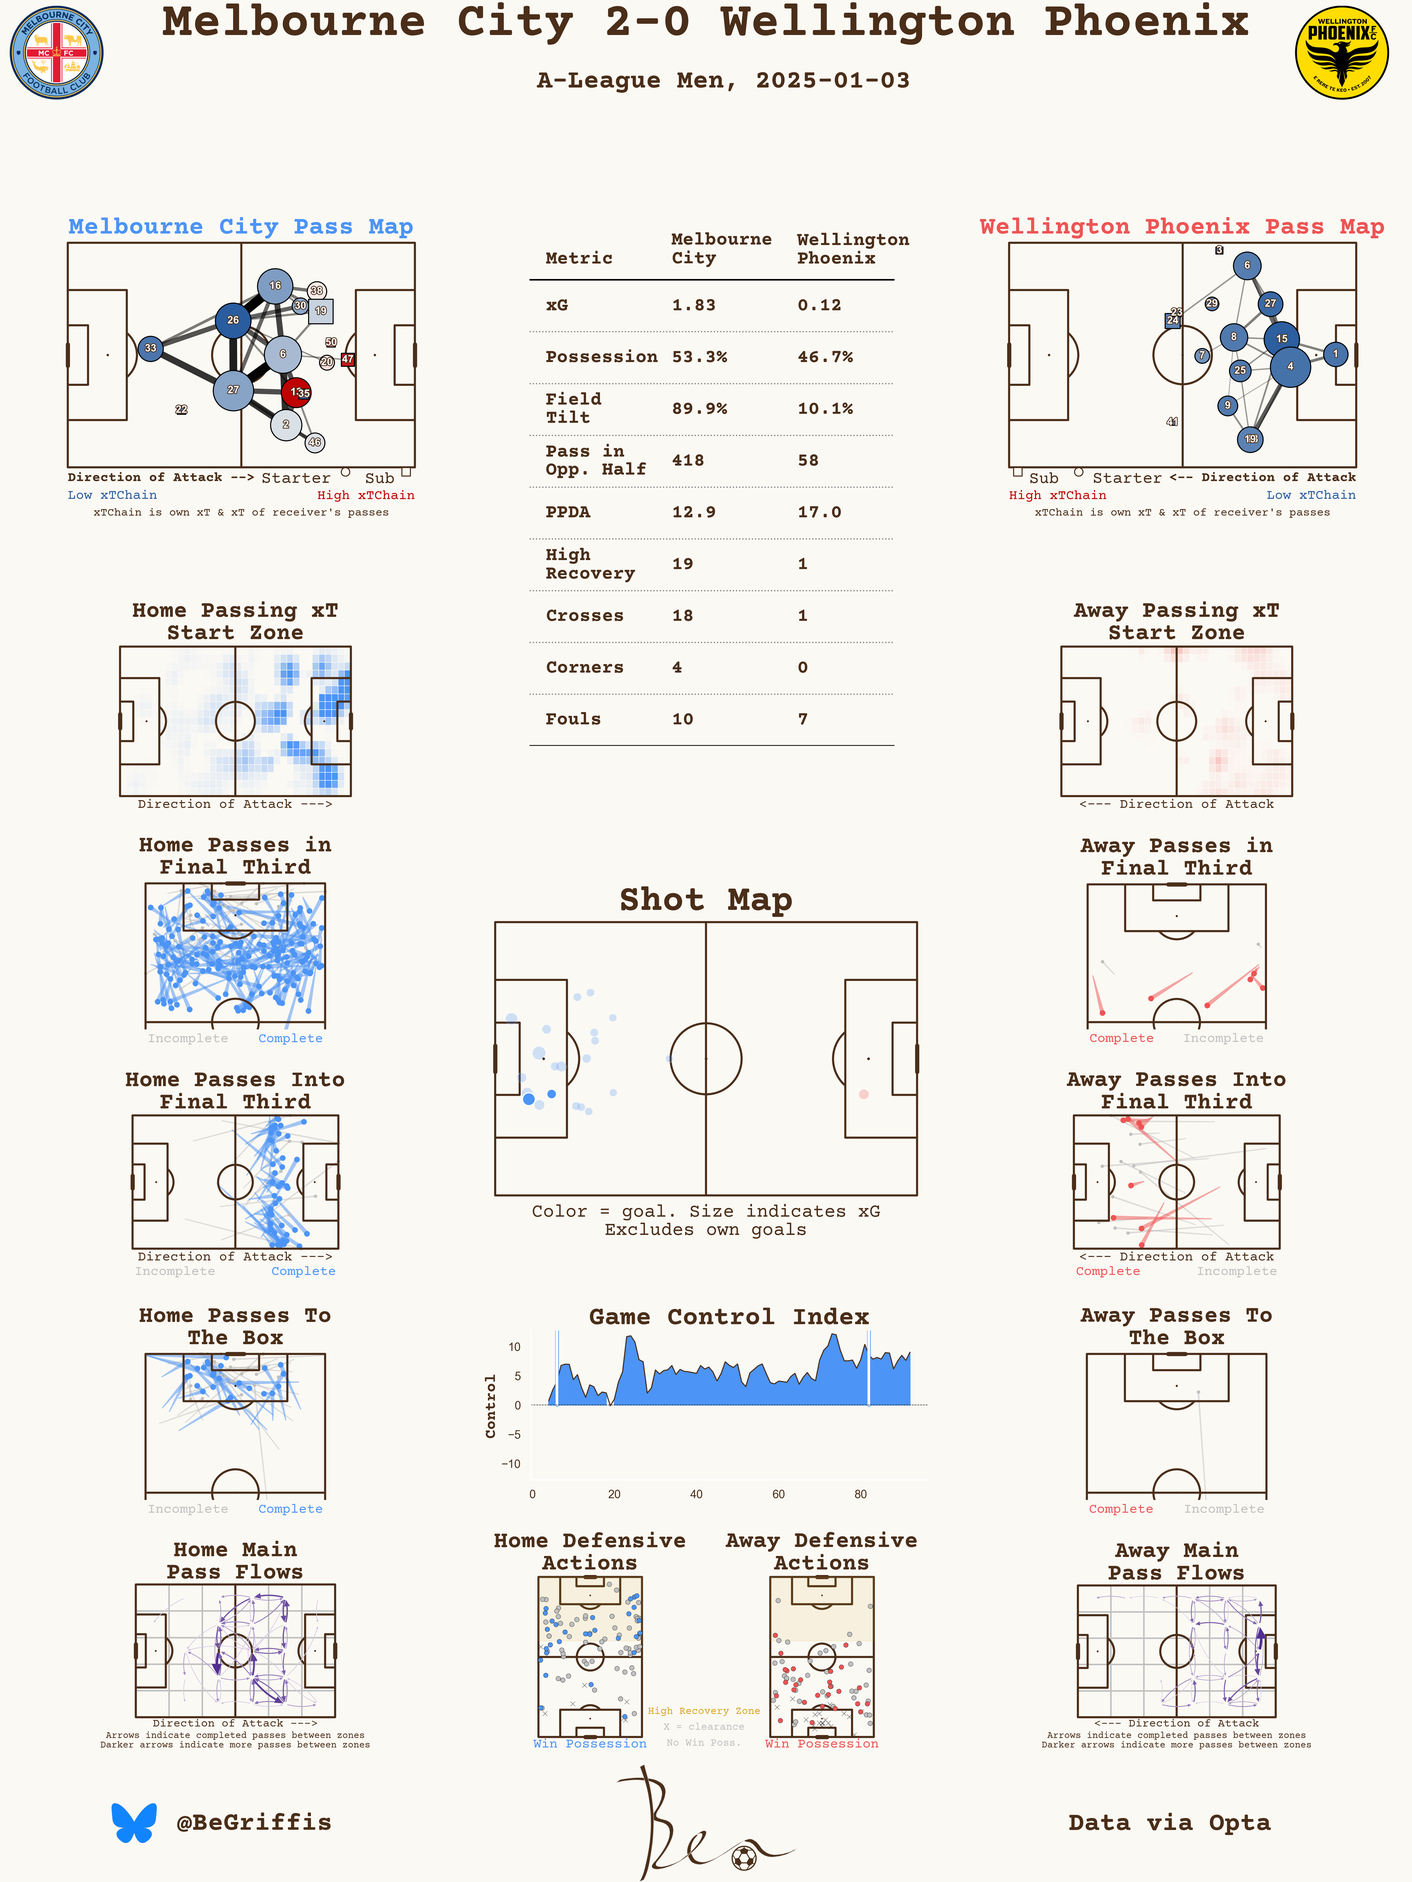 Melbourne City 2-0 Wellington Phoenix
A-League Men, 2025-01-03
MELBOURNE CITY
MC FC
FOOTBALL CLUB
WELLINGTON
PHOENIX FC
E RERE TE KEO • EST 2007
Melbourne City Pass Map
16
38
30
19
26
33
6
50
20
47
27
13
35
2
22
46
Direction of Attack --> Starter Sub
Low xTChain High xTChain
xTChain is own xT & xT of receiver's passes
Metric Melbourne City Wellington Phoenix
xG 1.83 0.12
Possession 53.3% 46.7%
Field Tilt 89.9% 10.1%
Pass in Opp. Half 418 58
PPDA 12.9 17.0
High Recovery 19 1
Crosses 18 1
Corners 4 0
Fouls 10 7
Wellington Phoenix Pass Map
3
6
29
27
23
24
8
15
7
1
25
4
9
41
19
Sub Starter <-- Direction of Attack
High xTChain Low xTChain
xTChain is own xT & xT of receiver's passes
Home Passing xT
Start Zone
Direction of Attack --->
Away Passing xT
Start Zone
<--- Direction of Attack
Home Passes in
Final Third
Incomplete Complete
Shot Map
Color = goal. Size indicates xG
Excludes own goals
Away Passes in
Final Third
Complete Incomplete
Home Passes Into
Final Third
Direction of Attack --->
Incomplete Complete
Away Passes Into
Final Third
<--- Direction of Attack
Complete Incomplete
Home Passes To
The Box
Incomplete Complete
Game Control Index
Control
10
5
0
−5
−10
0 20 40 60 80
Away Passes To
The Box
Complete Incomplete
Home Main
Pass Flows
Direction of Attack --->
Arrows indicate completed passes between zones
Darker arrows indicate more passes between zones
Home Defensive
Actions
Win Possession
High Recovery Zone
X = clearance
No Win Poss.
Away Defensive
Actions
Win Possession
Away Main
Pass Flows
<--- Direction of Attack
Arrows indicate completed passes between zones
Darker arrows indicate more passes between zones
@BeGriffis
Ben
Data via Opta